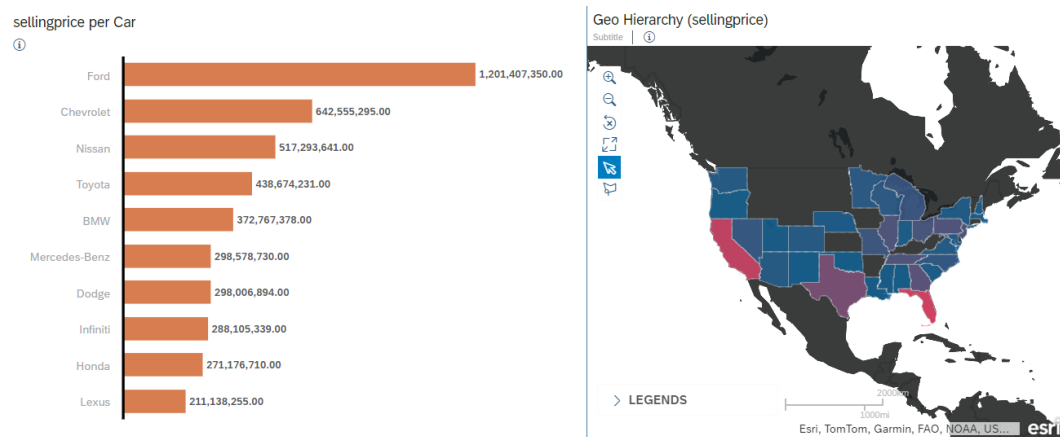 sellingprice per Car
Ford 1,201,407,350.00
Chevrolet 642,555,295.00
Nissan 517,293,641.00
Toyota 438,674,231.00
BMW 372,767,378.00
Mercedes-Benz 298,578,730.00
Dodge 298,006,894.00
Infiniti 288,105,339.00
Honda 271,176,710.00
Lexus 211,138,255.00
Geo Hierarchy (sellingprice)
Subtitle
LEGENDS
2000km
1000mi
Esri, TomTom, Garmin, FAO, NOAA, US...
esri